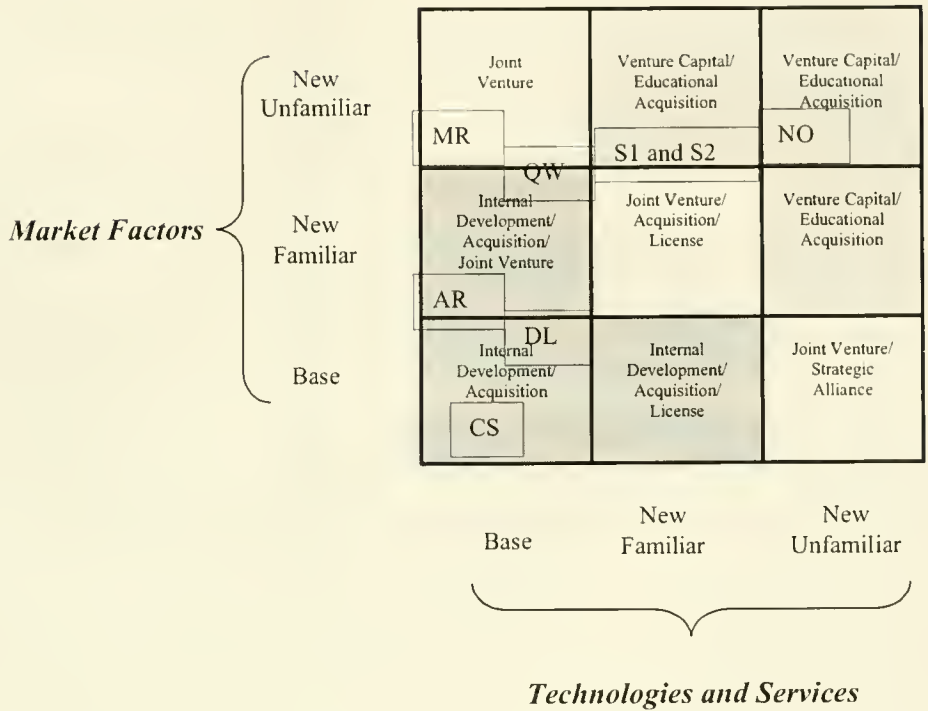 Market Factors
New
Unfamiliar
New
Familiar
Base
Joint
Venture
Venture Capital/
Educational
Acquisition
Venture Capital/
Educational
Acquisition
MR
QW
S1 and S2
NO
Internal
Development/
Acquisition/
Joint Venture
Joint Venture/
Acquisition/
License
Venture Capital/
Educational
Acquisition
AR
DL
Internal
Development/
Acquisition
Internal
Development/
Acquisition/
License
Joint Venture/
Strategic
Alliance
CS
Base
New
Familiar
New
Unfamiliar
Technologies and Services